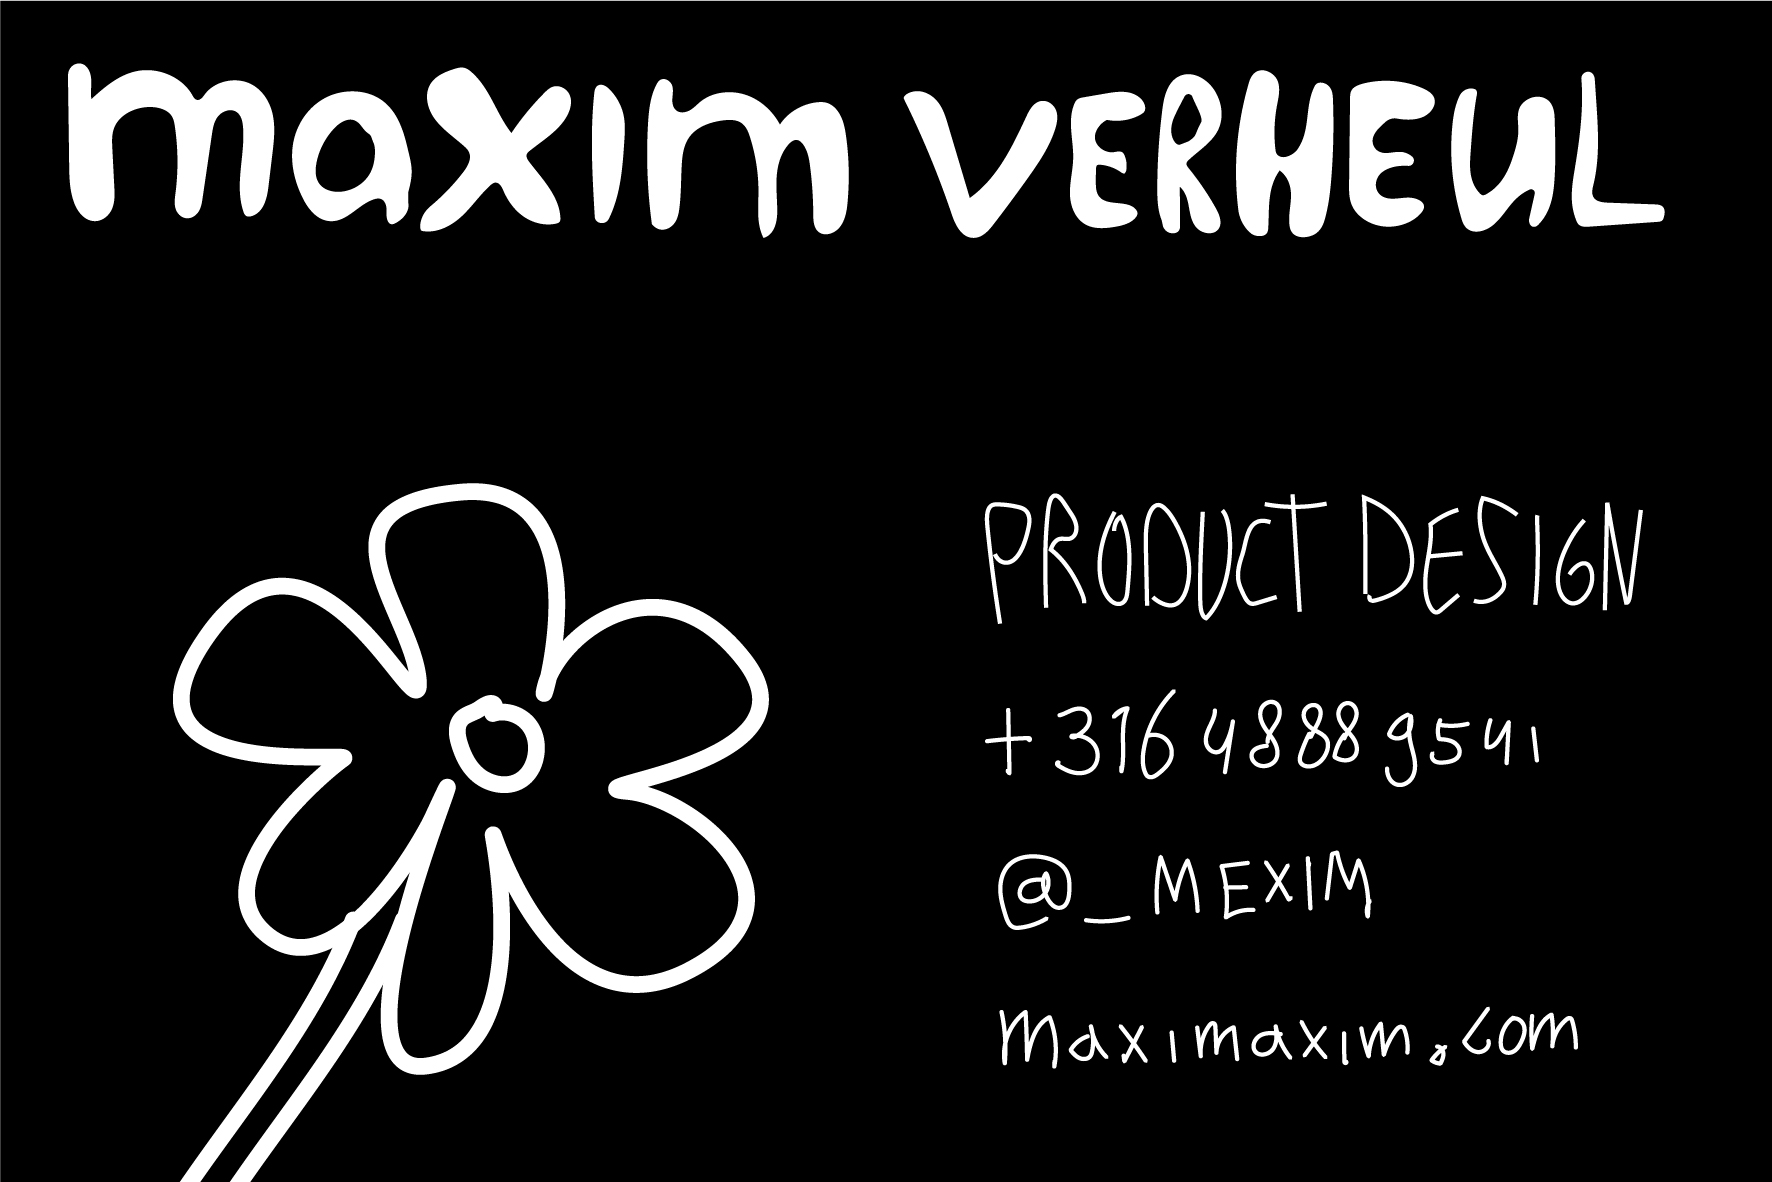 maxim VERHEUL
PRODUCT DESIGN
+316 4888 9541
@_MEXIM
maximaxim.com